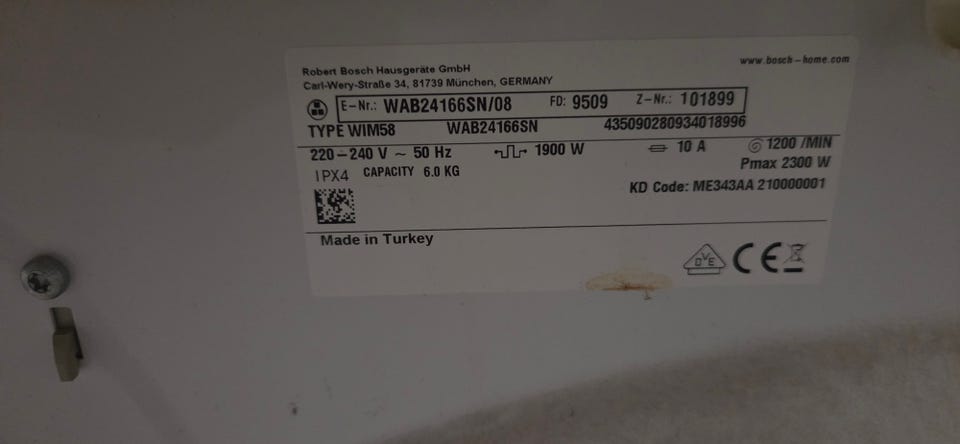 Robert Bosch Hausgeräte GmbH
www.bosch-home.com
Carl-Wery-Straße 34, 81739 München, GERMANY
E-Nr.: WAB24166SN/08 FD: 9509 Z-Nr.: 101899
TYPE WIM58 WAB24166SN 435090280934018996
220-240 V ~ 50 Hz 1900 W 10 A 1200 /MIN
IPX4 CAPACITY 6.0 KG Pmax 2300 W
KD Code: ME343AA 210000001
Made in Turkey
DVE CE